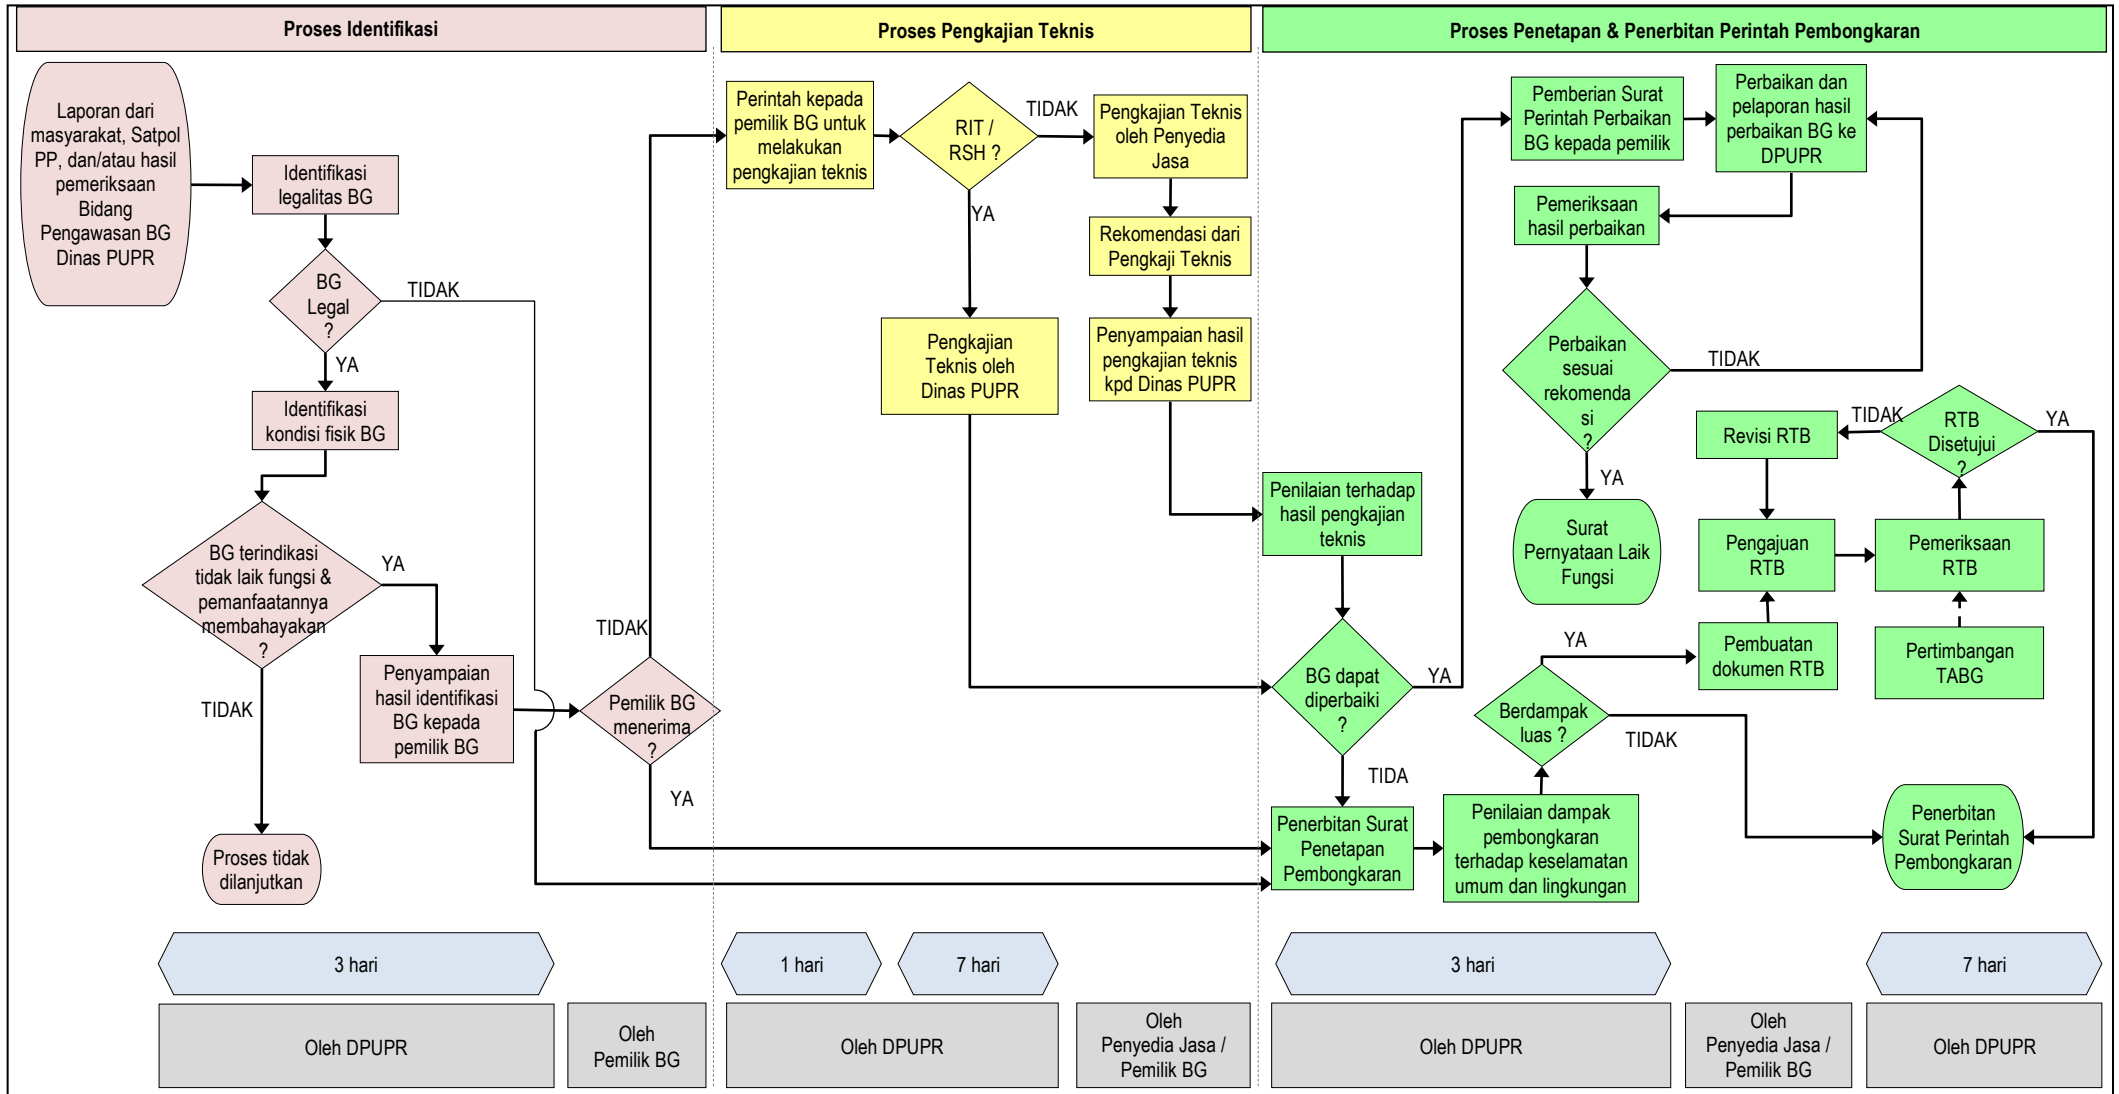 Proses Identifikasi
Proses Pengkajian Teknis
Proses Penetapan & Penerbitan Perintah Pembongkaran
Laporan dari
masyarakat, Satpol
PP, dan/atau hasil
pemeriksaan
Bidang
Pengawasan BG
Dinas PUPR
Identifikasi
legalitas BG
BG
Legal
?
TIDAK
YA
Identifikasi
kondisi fisik BG
BG terindikasi
tidak laik fungsi &
pemanfaatannya
membahayakan
?
YA
TIDAK
Proses tidak
dilanjutkan
Penyampaian
hasil identifikasi
BG kepada
pemilik BG
TIDAK
Pemilik BG
menerima
?
YA
Perintah kepada
pemilik BG untuk
melakukan
pengkajian teknis
RIT /
RSH ?
TIDAK
YA
Pengkajian Teknis
oleh Penyedia
Jasa
Rekomendasi dari
Pengkaji Teknis
Pengkajian
Teknis oleh
Dinas PUPR
Penyampaian hasil
pengkajian teknis
kpd Dinas PUPR
Penilaian terhadap
hasil pengkajian
teknis
BG dapat
diperbaiki
?
YA
TIDA
Penerbitan Surat
Penetapan
Pembongkaran
Pemberian Surat
Perintah Perbaikan
BG kepada pemilik
Perbaikan dan
pelaporan hasil
perbaikan BG ke
DPUPR
Pemeriksaan
hasil perbaikan
Perbaikan
sesuai
rekomenda
si
?
TIDAK
YA
Surat
Pernyataan Laik
Fungsi
Penilaian dampak
pembongkaran
terhadap keselamatan
umum dan lingkungan
Berdampak
luas ?
YA
TIDAK
Pembuatan
dokumen RTB
Pengajuan
RTB
Revisi RTB
Pemeriksaan
RTB
Pertimbangan
TABG
RTB
Disetujui
?
TIDAK
YA
Penerbitan
Surat Perintah
Pembongkaran
3 hari
1 hari
7 hari
3 hari
7 hari
Oleh DPUPR
Oleh
Pemilik BG
Oleh DPUPR
Oleh
Penyedia Jasa /
Pemilik BG
Oleh DPUPR
Oleh
Penyedia Jasa /
Pemilik BG
Oleh DPUPR